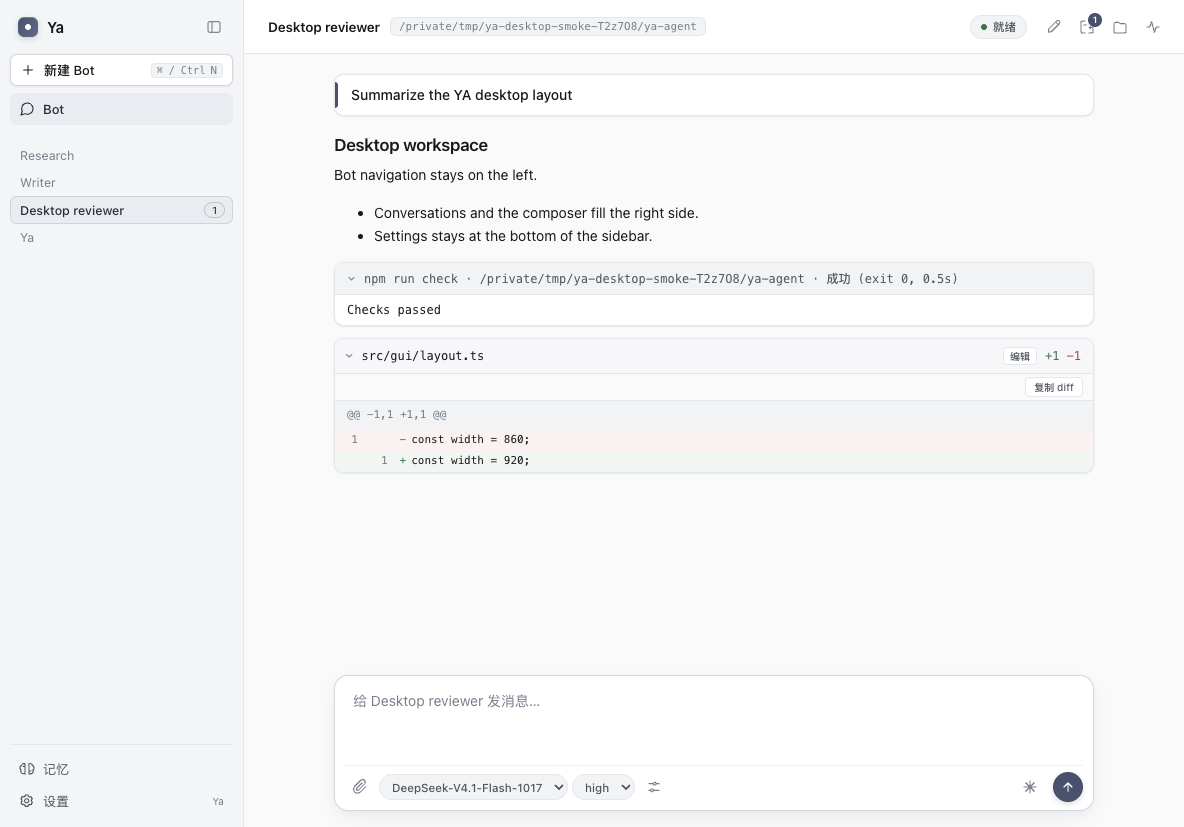 Ya
新建 Bot
⌘ / Ctrl N
Bot
Research
Writer
Desktop reviewer 1
Ya
记忆
设置 Ya
Desktop reviewer /private/tmp/ya-desktop-smoke-T2z7O8/ya-agent 就绪 1
Summarize the YA desktop layout
Desktop workspace
Bot navigation stays on the left.
• Conversations and the composer fill the right side.
• Settings stays at the bottom of the sidebar.
npm run check · /private/tmp/ya-desktop-smoke-T2z7O8/ya-agent · 成功 (exit 0, 0.5s)
Checks passed
src/gui/layout.ts 编辑 +1 −1
复制 diff
@@ −1,1 +1,1 @@
1 − const width = 860;
1 + const width = 920;
给 Desktop reviewer 发消息…
DeepSeek-V4.1-Flash-1017 high